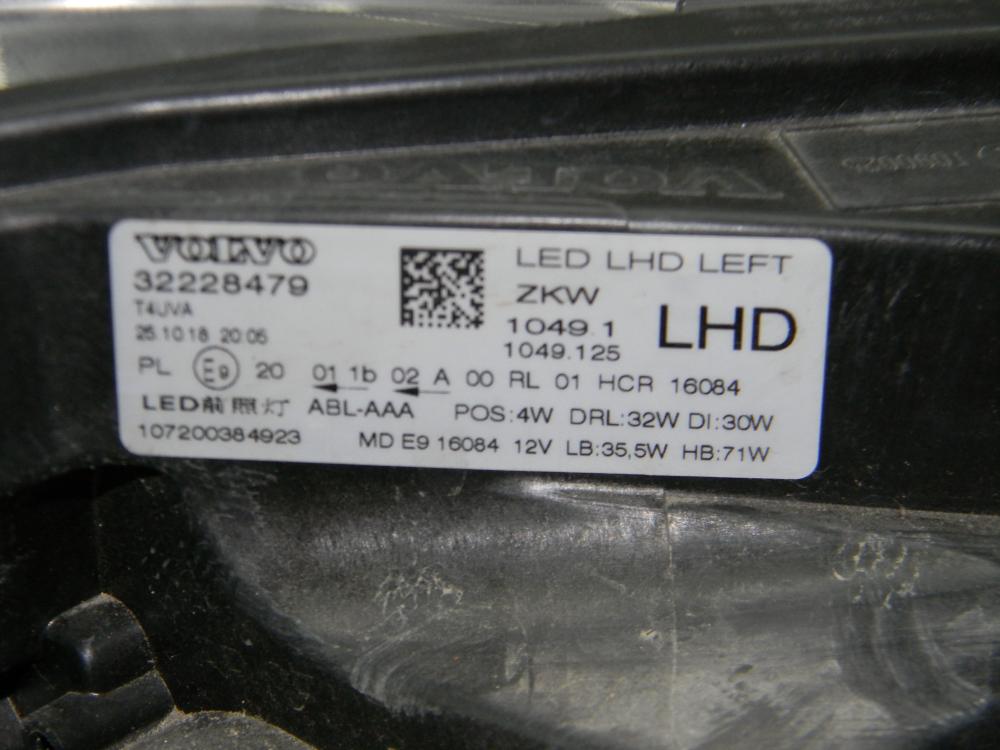 VOLVO
32228479
T4UVA
25.10.18 20:05
LED LHD LEFT
ZKW
1049.1
1049.125
LHD
PL E9 20 01 1b 02 A 00 RL 01 HCR 16084
LED前照灯 ABL-AAA POS:4W DRL:32W DI:30W
107200384923 MD E9 16084 12V LB:35,5W HB:71W